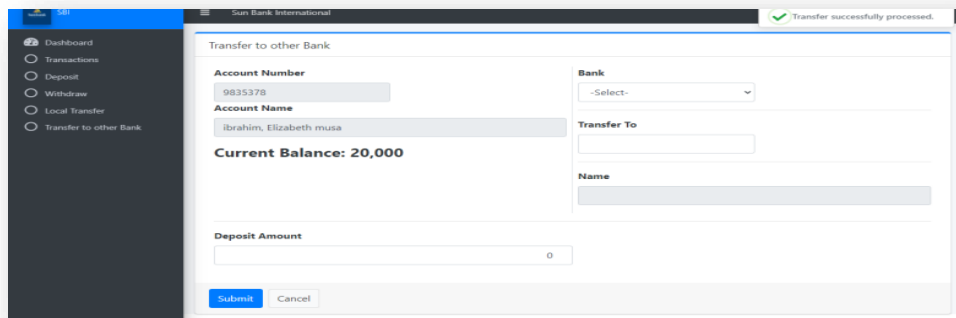 SBI
Sun Bank International
Transfer successfully processed.
Dashboard
Transactions
Deposit
Withdraw
Local Transfer
Transfer to other Bank
Transfer to other Bank
Account Number
9835378
Account Name
ibrahim, Elizabeth musa
Current Balance: 20,000
Bank
-Select-
Transfer To
Name
Deposit Amount
0
Submit
Cancel